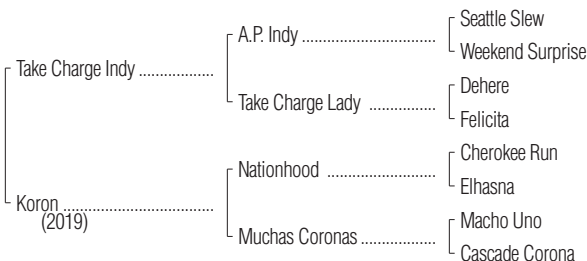 Seattle Slew
A.P. Indy ..............................
Weekend Surprise
Take Charge Indy .................
Dehere
Take Charge Lady ...............
Felicita
Cherokee Run
Nationhood .........................
Elhasna
Koron ...................................
(2019)
Macho Uno
Muchas Coronas .................
Cascade Corona